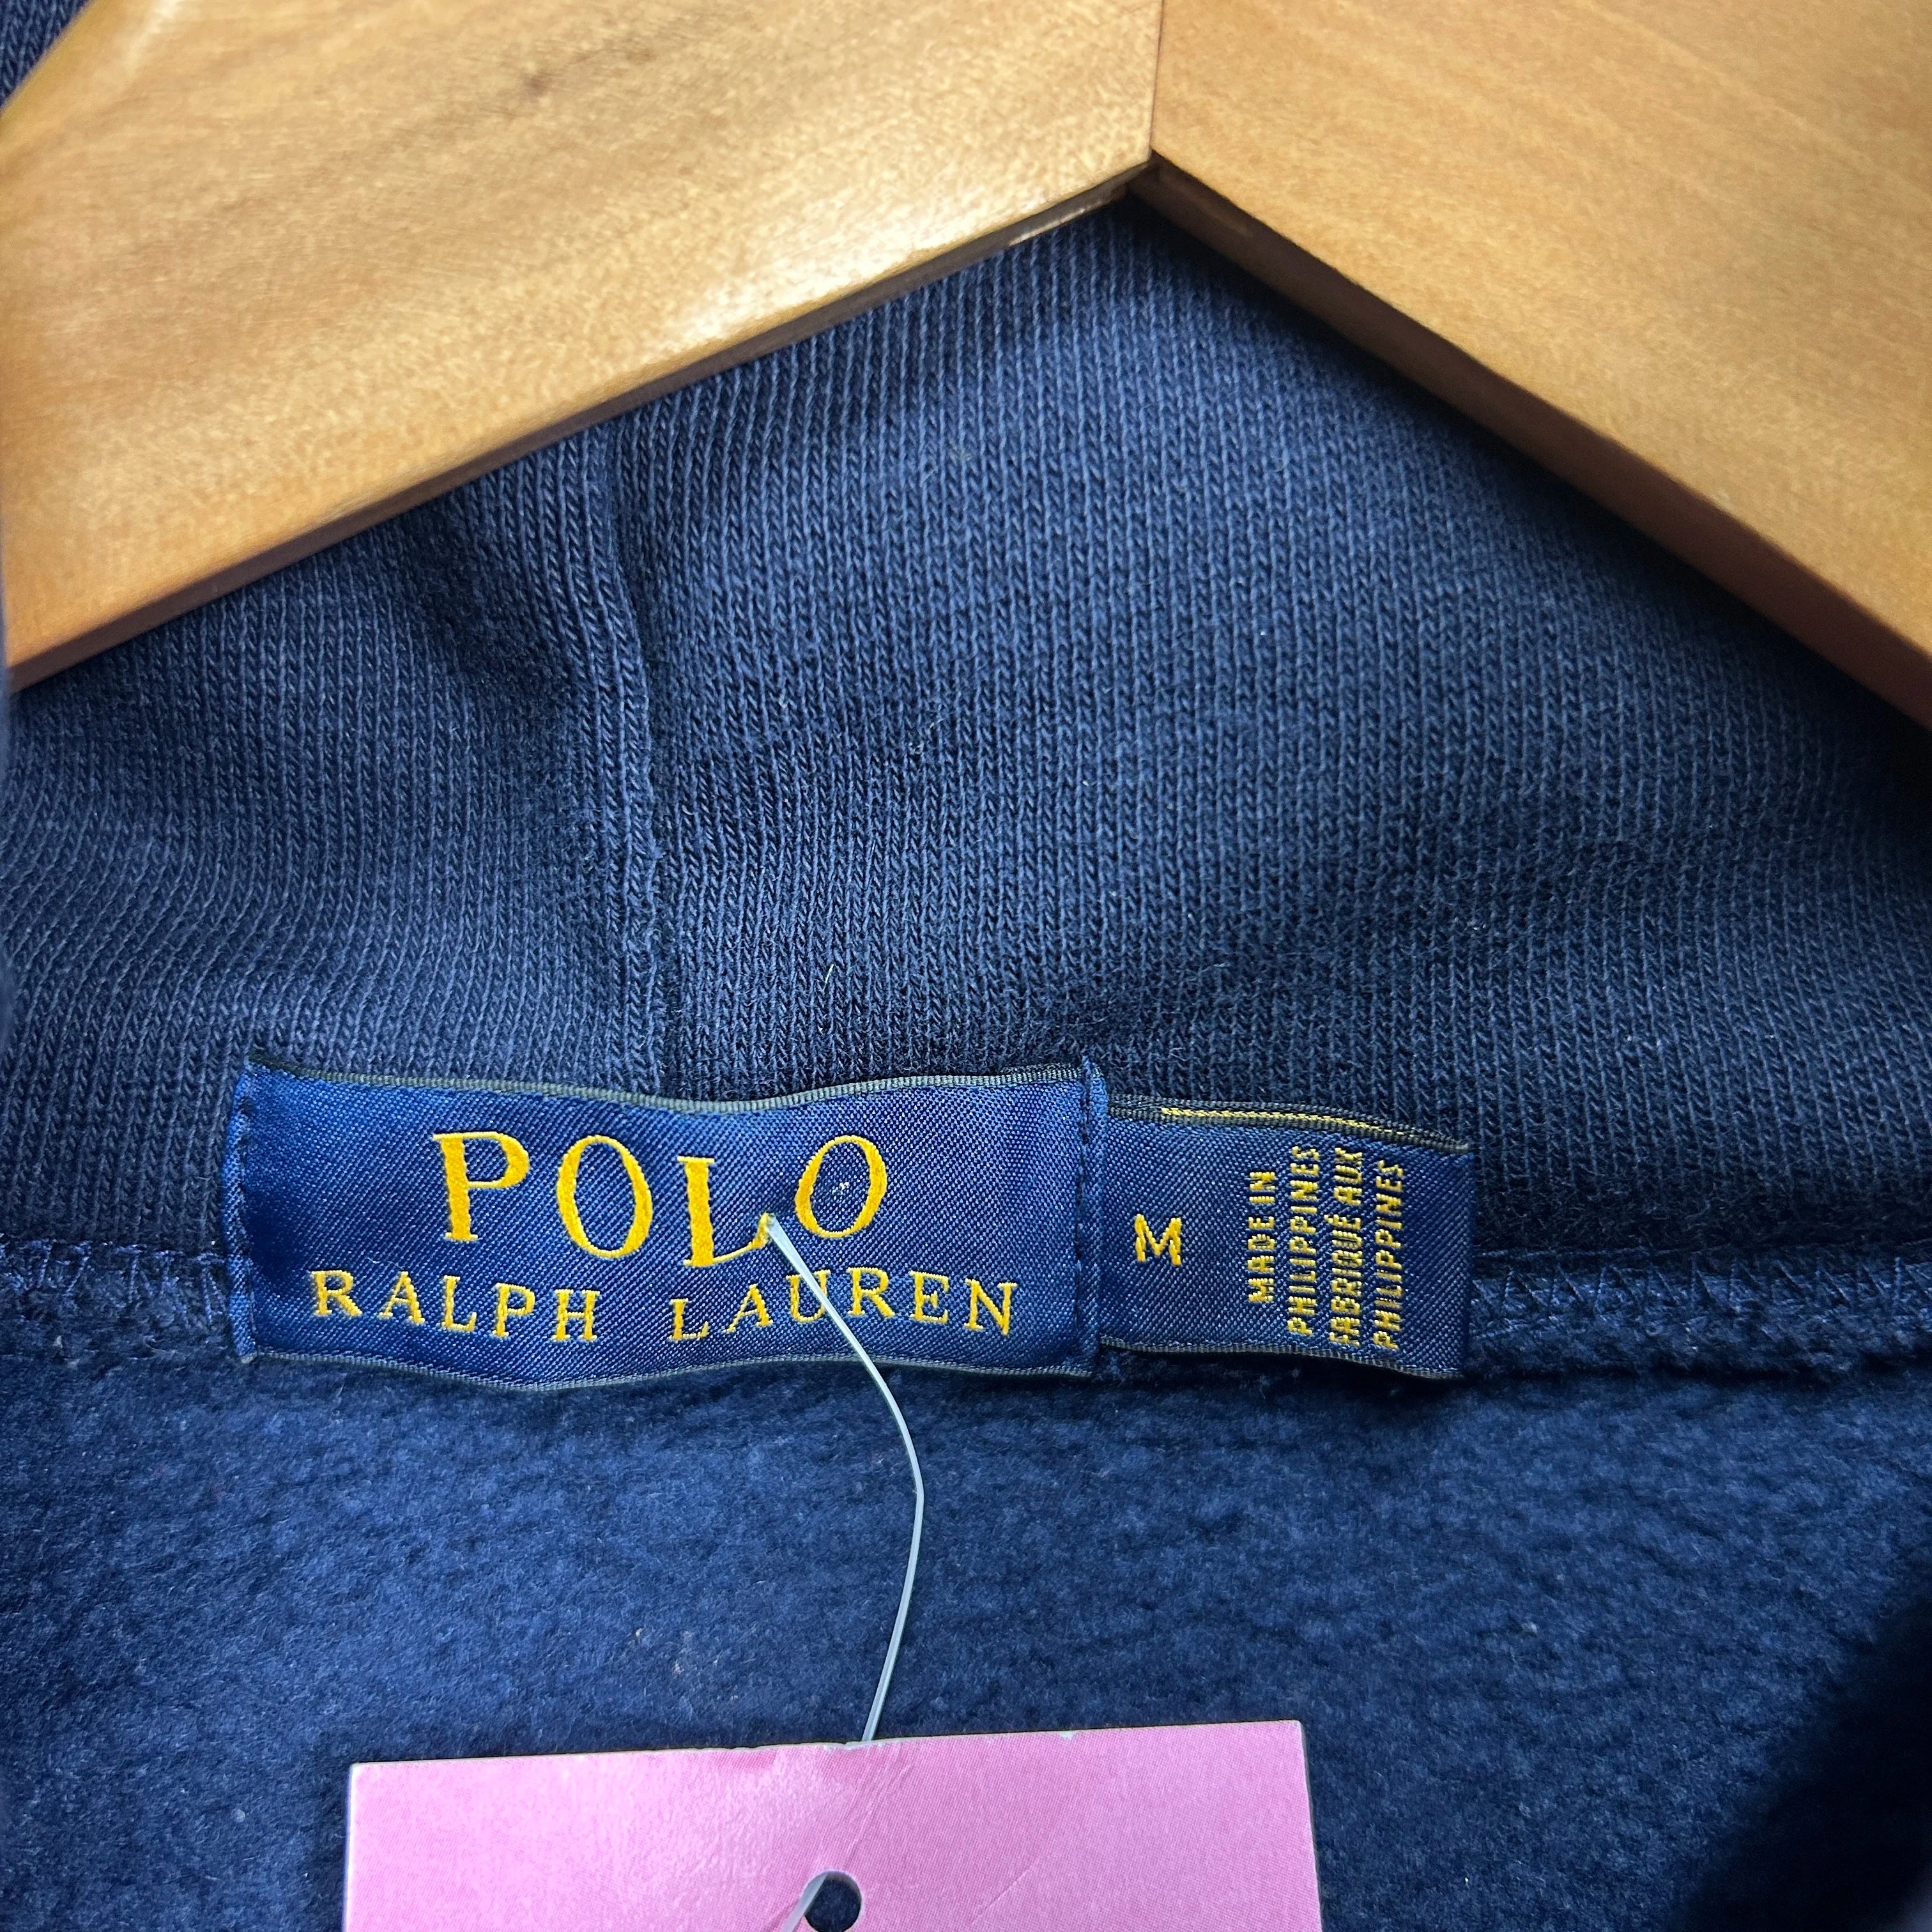 POLO
RALPH LAUREN
M
MADE IN
PHILIPPINES
FABRIQUÉ AUX
PHILIPPINES